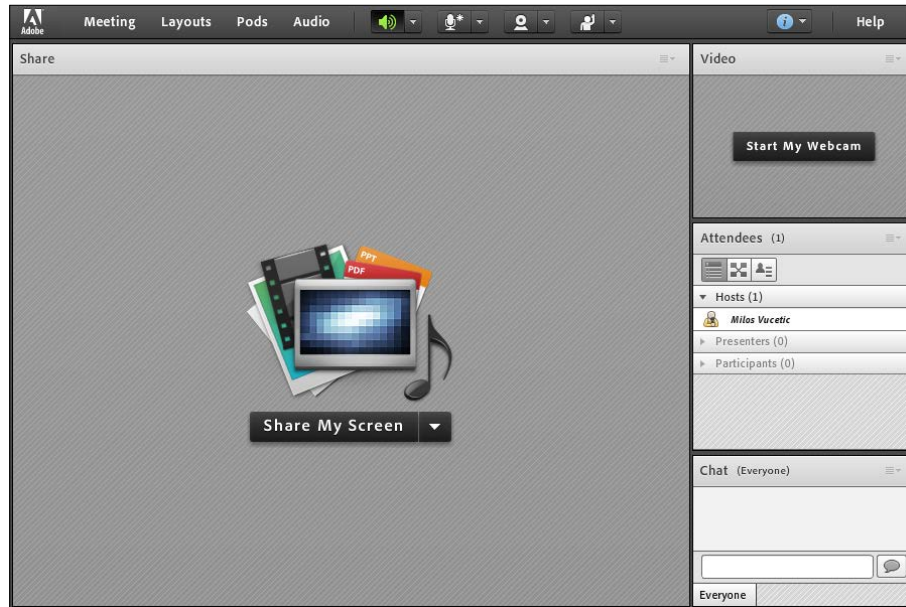 Adobe Meeting Layouts Pods Audio Help
Share
Video
Start My Webcam
PPT
PDF
Share My Screen
Attendees (1)
Hosts (1)
Milos Vucetic
Presenters (0)
Participants (0)
Chat (Everyone)
Everyone